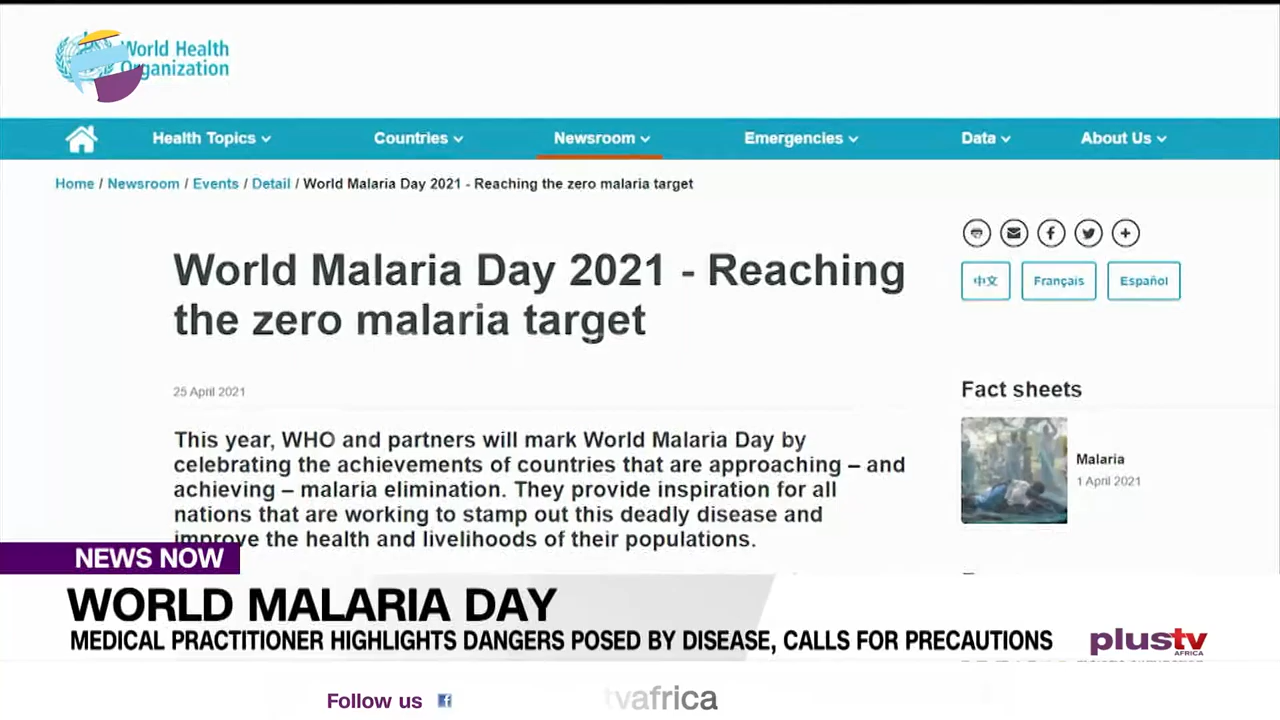 World Health
Organization
Health Topics
Countries
Newsroom
Emergencies
Data
About Us
Home / Newsroom / Events / Detail / World Malaria Day 2021 - Reaching the zero malaria target
World Malaria Day 2021 - Reaching
the zero malaria target
中文
Français
Español
25 April 2021
Fact sheets
Malaria
1 April 2021
This year, WHO and partners will mark World Malaria Day by
celebrating the achievements of countries that are approaching – and
achieving – malaria elimination. They provide inspiration for all
nations that are working to stamp out this deadly disease and
improve the health and livelihoods of their populations.
NEWS NOW
WORLD MALARIA DAY
MEDICAL PRACTITIONER HIGHLIGHTS DANGERS POSED BY DISEASE, CALLS FOR PRECAUTIONS
plustv
AFRICA
Follow us
tvafrica